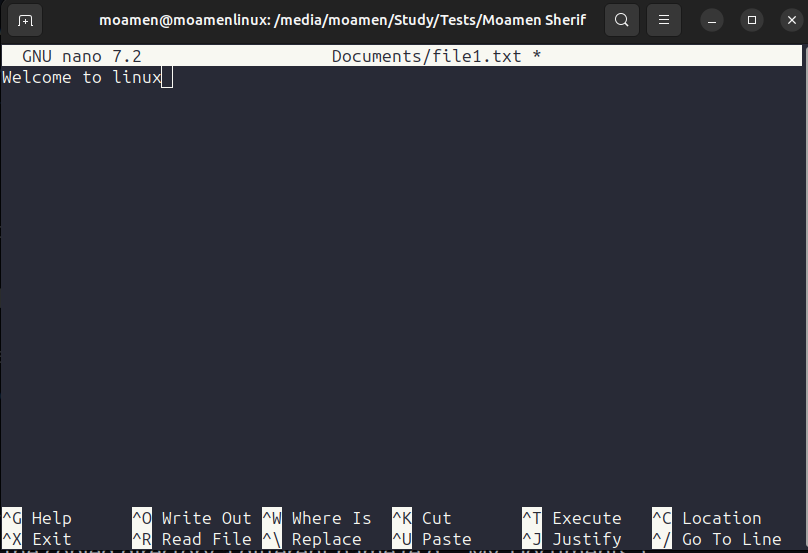 moamen@moamenlinux: /media/moamen/Study/Tests/Moamen Sherif
GNU nano 7.2 Documents/file1.txt *
Welcome to linux
^G Help ^O Write Out ^W Where Is ^K Cut ^T Execute ^C Location
^X Exit ^R Read File ^\ Replace ^U Paste ^J Justify ^/ Go To Line